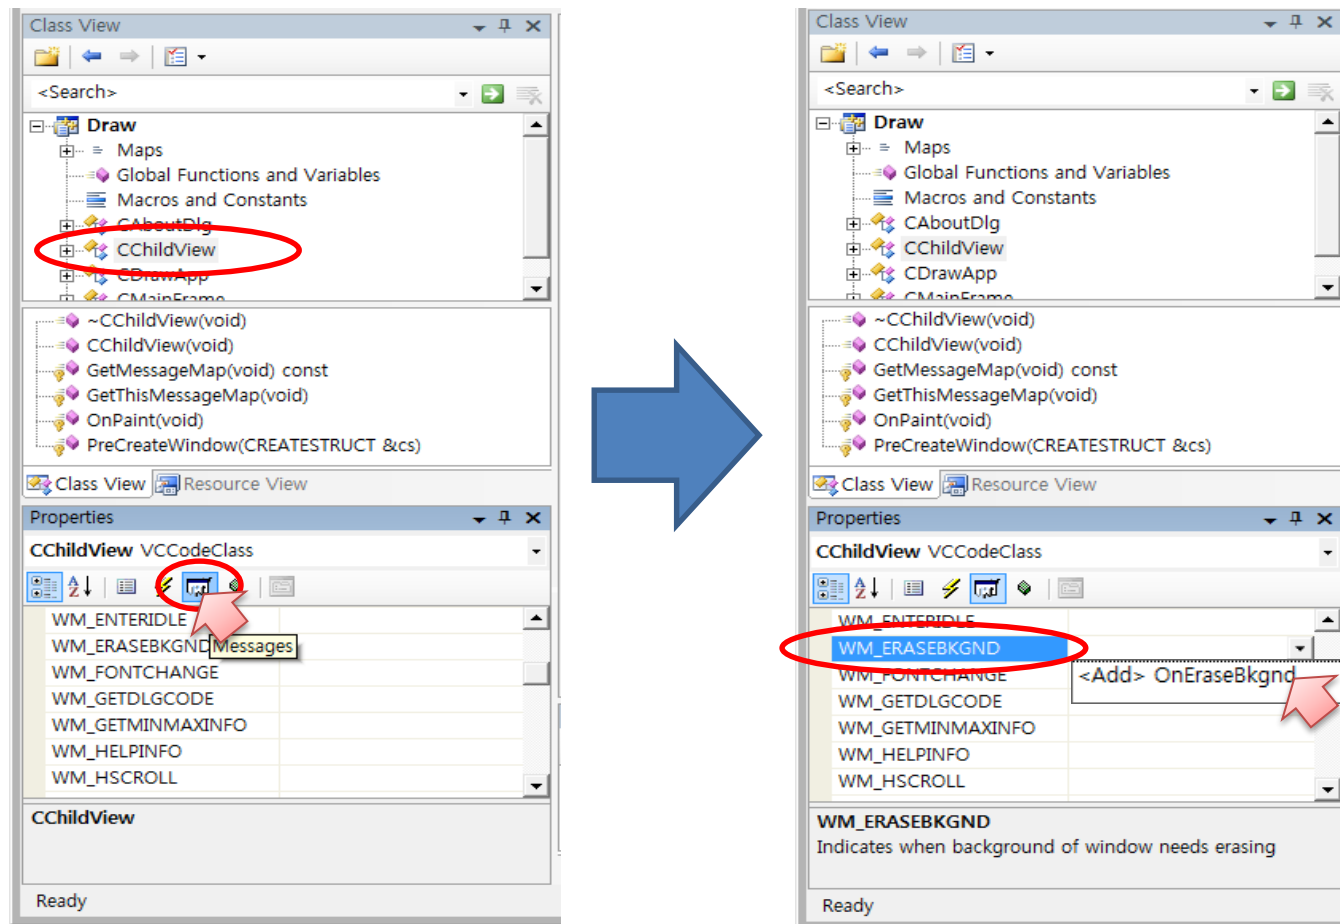 Class View
<Search>
Draw
Maps
Global Functions and Variables
Macros and Constants
CAboutDlg
CChildView
CDrawApp
CMainFrame
~CChildView(void)
CChildView(void)
GetMessageMap(void) const
GetThisMessageMap(void)
OnPaint(void)
PreCreateWindow(CREATESTRUCT &cs)
Class View Resource View
Properties
CChildView VCCodeClass
WM_ENTERIDLE
WM_ERASEBKGND Messages
WM_FONTCHANGE
WM_GETDLGCODE
WM_GETMINMAXINFO
WM_HELPINFO
WM_HSCROLL
CChildView
Ready
Class View
<Search>
Draw
Maps
Global Functions and Variables
Macros and Constants
CAboutDlg
CChildView
CDrawApp
CMainFrame
~CChildView(void)
CChildView(void)
GetMessageMap(void) const
GetThisMessageMap(void)
OnPaint(void)
PreCreateWindow(CREATESTRUCT &cs)
Class View Resource View
Properties
CChildView VCCodeClass
WM_ENTERIDLE
WM_ERASEBKGND
WM_FONTCHANGE <Add> OnEraseBkgnd
WM_GETDLGCODE
WM_GETMINMAXINFO
WM_HELPINFO
WM_HSCROLL
WM_ERASEBKGND
Indicates when background of window needs erasing
Ready